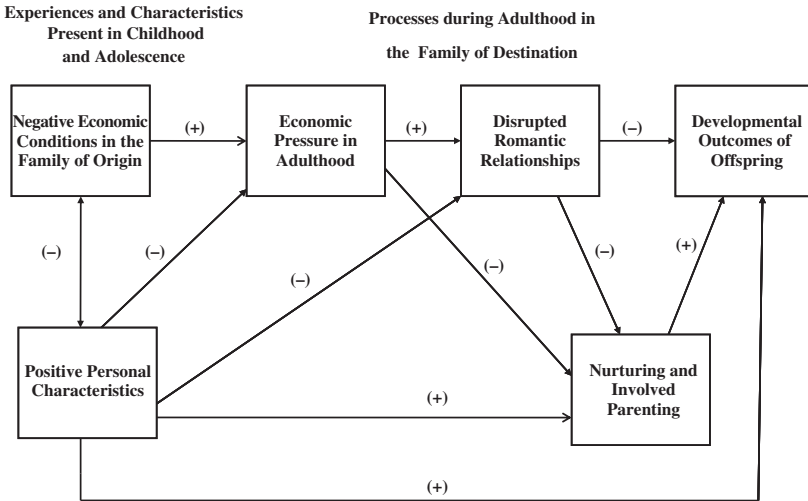 Experiences and Characteristics
Present in Childhood
and Adolescence
Processes during Adulthood in
the Family of Destination
Negative Economic
Conditions in the
Family of Origin
(+)
Economic
Pressure in
Adulthood
(+)
Disrupted
Romantic
Relationships
(–)
Developmental
Outcomes of
Offspring
(–)
(–)
(–)
(–)
(–)
(+)
Positive Personal
Characteristics
(+)
Nurturing and
Involved
Parenting
(+)